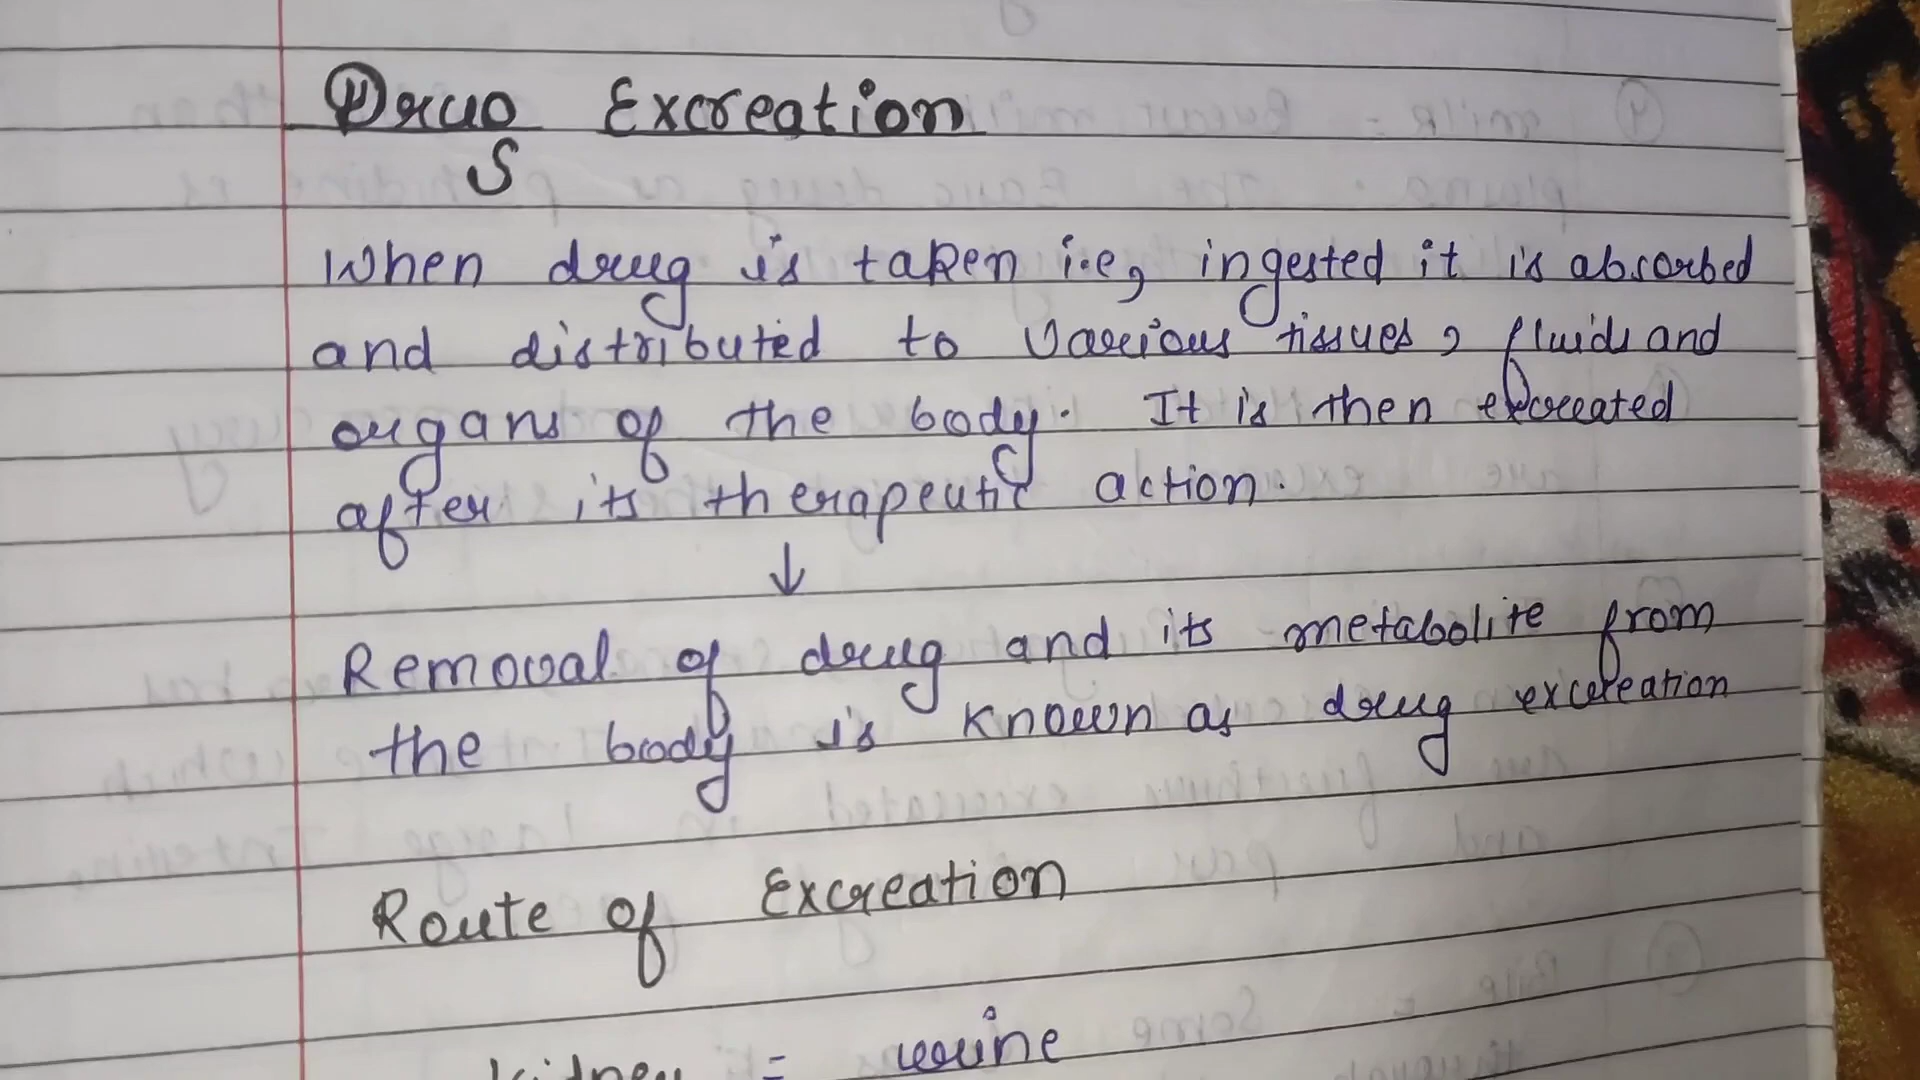 Drug Excreation
When drug is taken i.e, ingested it is absorbed
and distributed to various tissues, fluids and
organs of the body. It is then excreated
after its therapeutic action.
↓
Removal of drug and its metabolite from
the body is known as drug excreation
Route of Excreation
kidney = urine